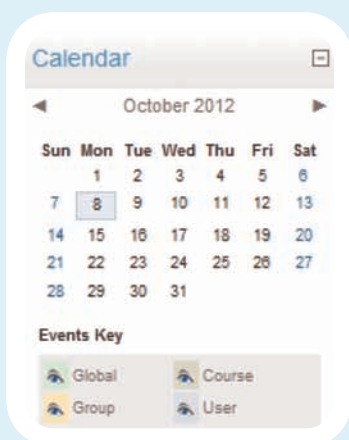 Calendar
October 2012
Sun Mon Tue Wed Thu Fri Sat
1 2 3 4 5 6
7 8 9 10 11 12 13
14 15 16 17 18 19 20
21 22 23 24 25 26 27
28 29 30 31
Events Key
Global Course
Group User